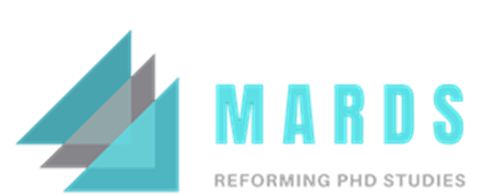 MARDS
REFORMING PHD STUDIES